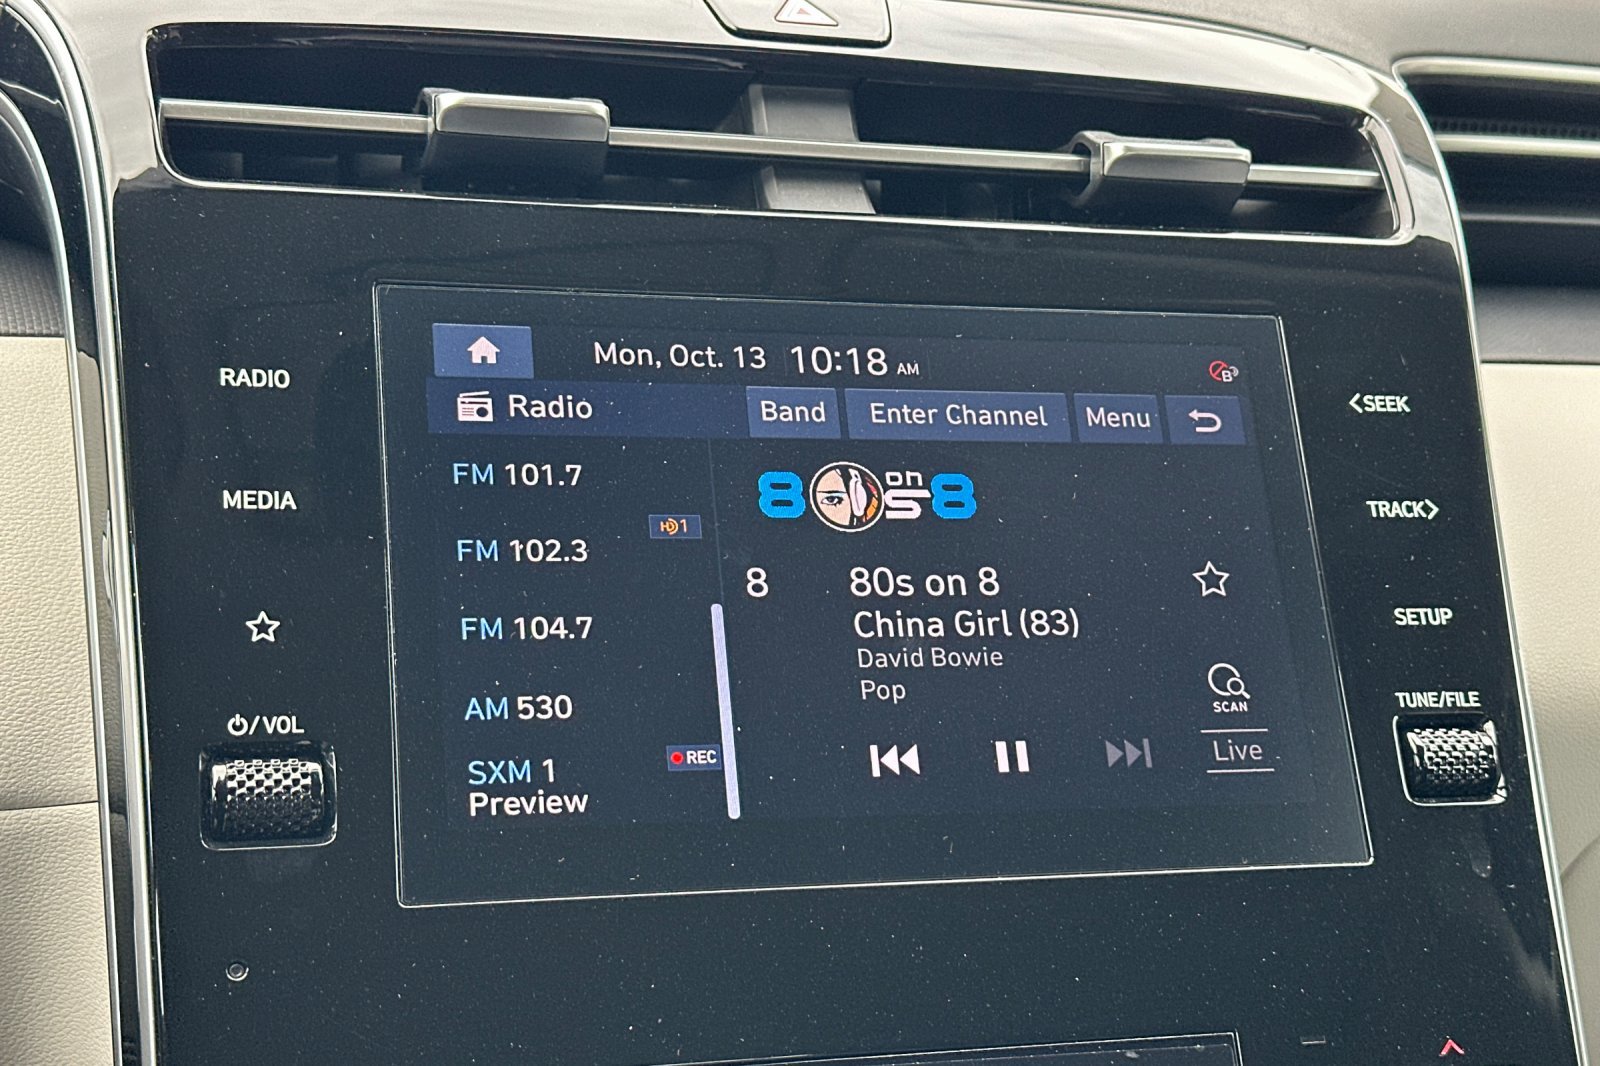 Mon, Oct. 13 10:18 AM
B
Radio
Band
Enter Channel
Menu
FM 101.7
HD1
FM 102.3
FM 104.7
AM 530
SXM 1
Preview
REC
80s on 8
8 80s on 8
China Girl (83)
David Bowie
Pop
SCAN
Live
RADIO
MEDIA
/VOL
<SEEK
TRACK>
SETUP
TUNE/FILE